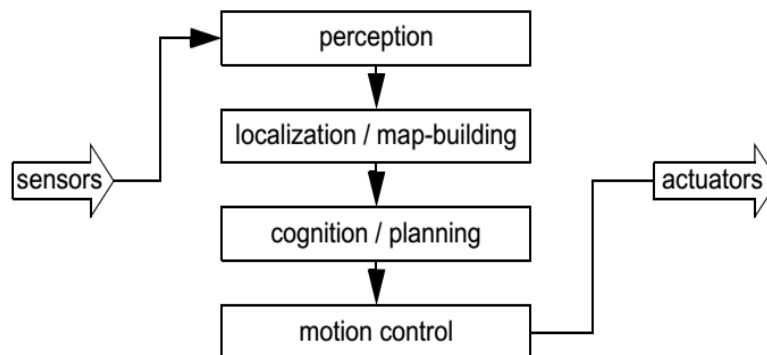 perception
localization / map-building
sensors
actuators
cognition / planning
motion control